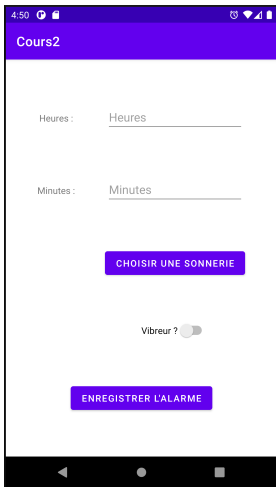 4:50
Cours2
Heures : Heures
Minutes : Minutes
CHOISIR UNE SONNERIE
Vibreur ?
ENREGISTRER L'ALARME